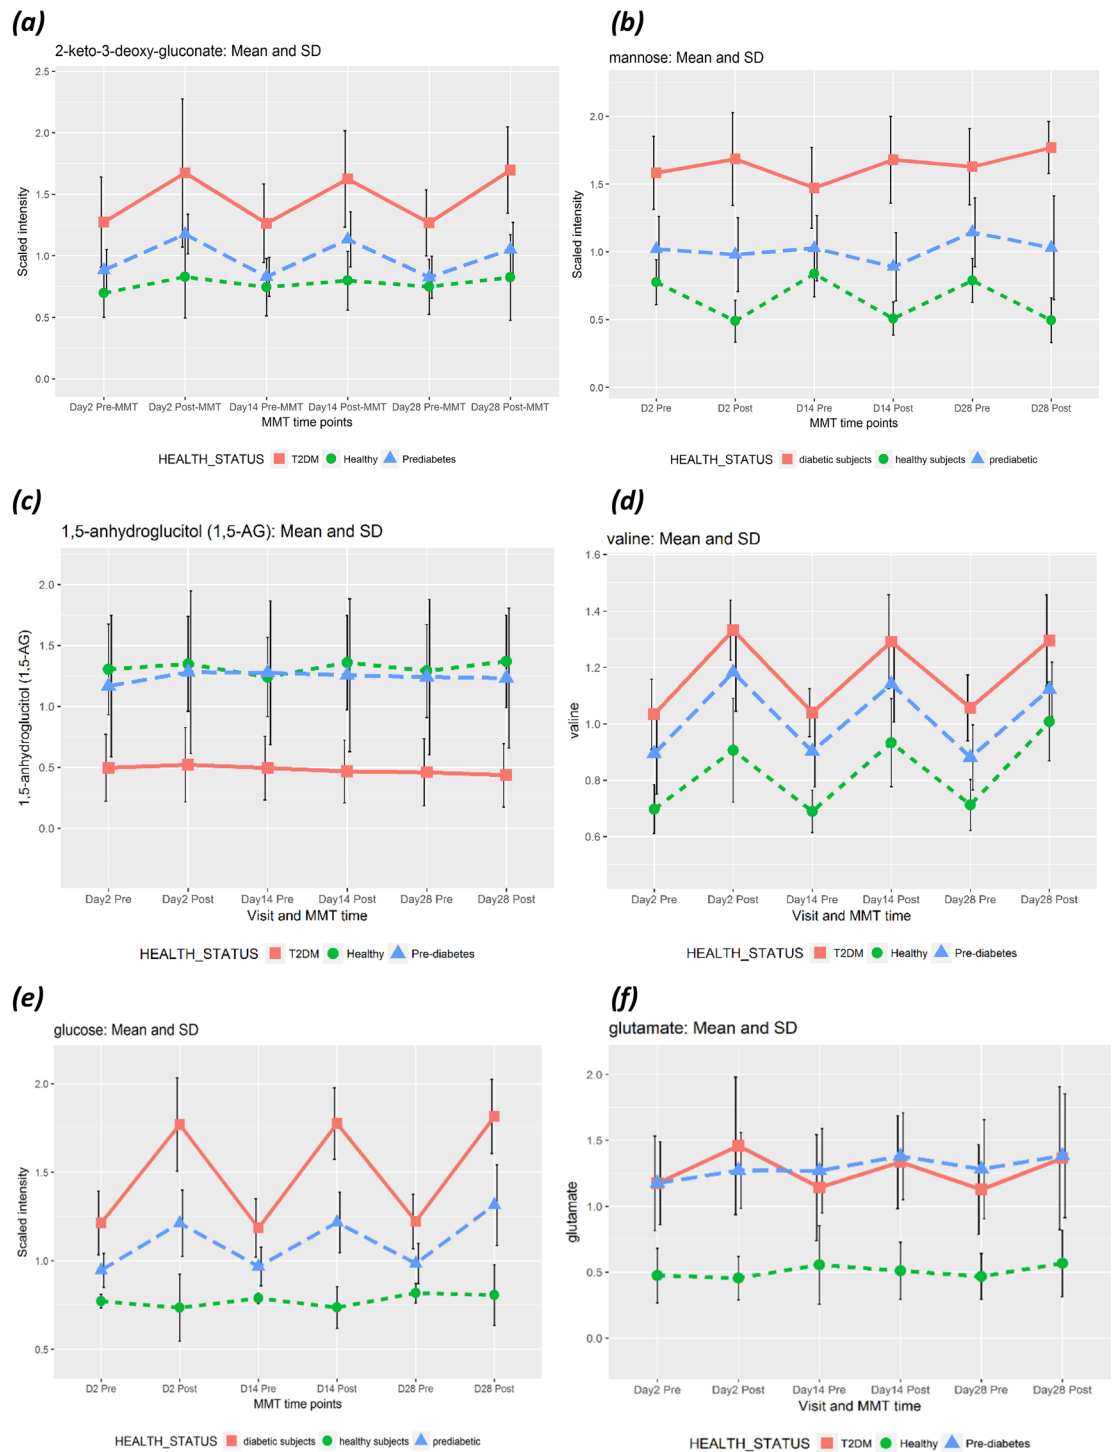 (a)
2-keto-3-deoxy-gluconate: Mean and SD
2.5
2.0
1.5
1.0
0.5
0.0
Scaled intensity
Day2 Pre-MMT Day2 Post-MMT Day14 Pre-MMT Day14 Post-MMT Day28 Pre-MMT Day28 Post-MMT
MMT time points
HEALTH_STATUS T2DM Healthy Prediabetes
(b)
mannose: Mean and SD
2.0
1.5
1.0
0.5
0.0
Scaled intensity
D2 Pre D2 Post D14 Pre D14 Post D28 Pre D28 Post
MMT time points
HEALTH_STATUS diabetic subjects healthy subjects prediabetic
(c)
1,5-anhydroglucitol (1,5-AG): Mean and SD
2.0
1.5
1.0
0.5
0.0
1,5-anhydroglucitol (1,5-AG)
Day2 Pre Day2 Post Day14 Pre Day14 Post Day28 Pre Day28 Post
Visit and MMT time
HEALTH_STATUS T2DM Healthy Pre-diabetes
(d)
valine: Mean and SD
1.6
1.4
1.2
1.0
0.8
0.6
valine
Day2 Pre Day2 Post Day14 Pre Day14 Post Day28 Pre Day28 Post
Visit and MMT time
HEALTH_STATUS T2DM Healthy Pre-diabetes
(e)
glucose: Mean and SD
2.0
1.5
1.0
0.5
Scaled intensity
D2 Pre D2 Post D14 Pre D14 Post D28 Pre D28 Post
MMT time points
HEALTH_STATUS diabetic subjects healthy subjects prediabetic
(f)
glutamate: Mean and SD
2.0
1.5
1.0
0.5
0.0
glutamate
Day2 Pre Day2 Post Day14 Pre Day14 Post Day28 Pre Day28 Post
Visit and MMT time
HEALTH_STATUS T2DM Healthy Pre-diabetes